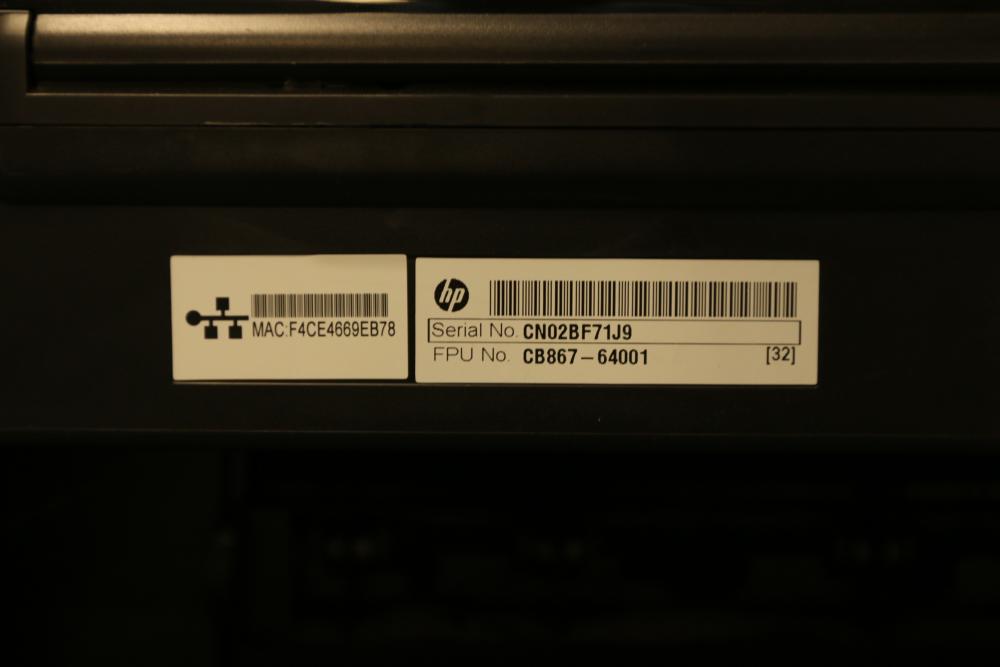 MAC:F4CE4669EB78
hp
Serial No. CN02BF71J9
FPU No. CB867-64001 [32]